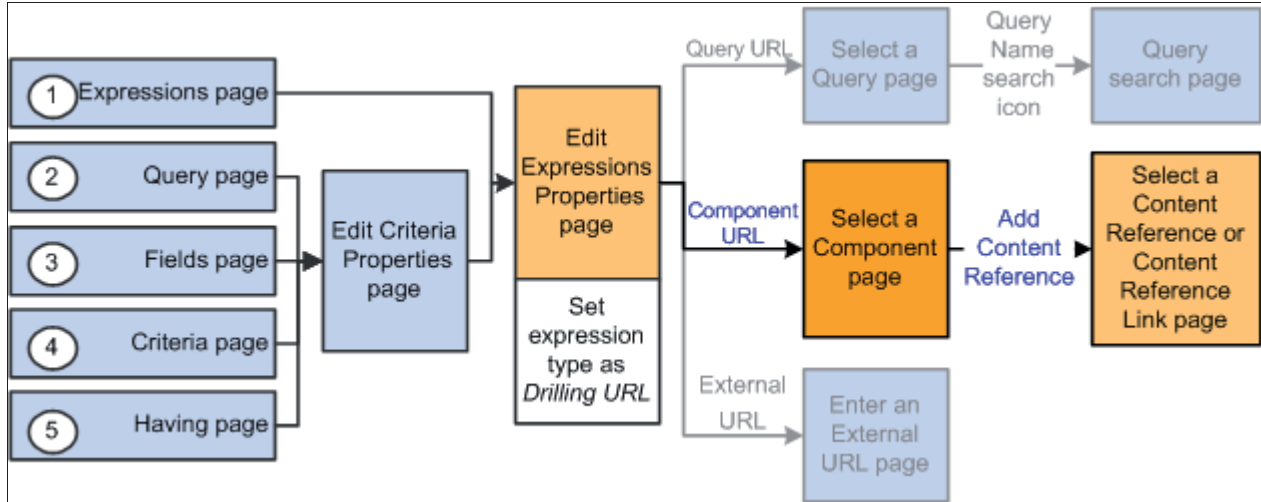 1
Expressions page
2
Query page
3
Fields page
4
Criteria page
5
Having page
Edit Criteria
Properties
page
Edit
Expressions
Properties
page
Set
expression
type as
Drilling URL
Query URL
Select a
Query page
Query
Name
search
icon
Query
search page
Component
URL
Select a
Component
page
Add
Content
Reference
Select a
Content
Reference or
Content
Reference
Link page
External
URL
Enter an
External
URL page